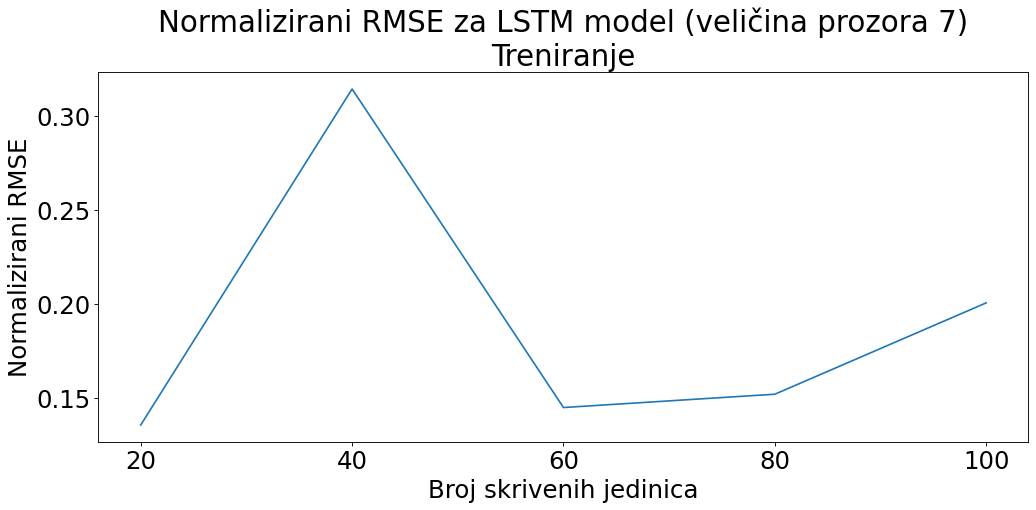 Normalizirani RMSE za LSTM model (veličina prozora 7)
Treniranje
Normalizirani RMSE
0.30
0.25
0.20
0.15
20 40 60 80 100
Broj skrivenih jedinica